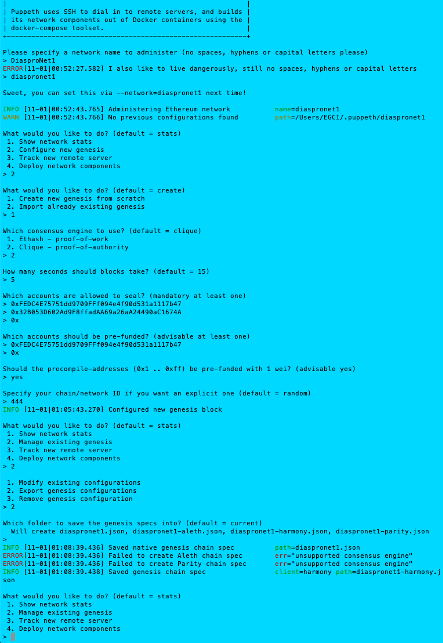 | Puppeth uses SSH to dial in to remote servers, and builds |
| its network components out of Docker containers using the |
| docker-compose toolset. |
+-----------------------------------------------------------+
Please specify a network name to administer (no spaces, hyphens or capital letters please)
> DiasproNet1
ERROR[11-01|00:52:27.582] I also like to live dangerously, still no spaces, hyphens or capital letters
> diaspronet1
Sweet, you can set this via --network=diaspronet1 next time!
INFO [11-01|00:52:43.765] Administering Ethereum network name=diaspronet1
WARN [11-01|00:52:43.766] No previous configurations found path=/Users/EGCI/.puppeth/diaspronet1
What would you like to do? (default = stats)
1. Show network stats
2. Configure new genesis
3. Track new remote server
4. Deploy network components
> 2
What would you like to do? (default = create)
1. Create new genesis from scratch
2. Import already existing genesis
> 1
Which consensus engine to use? (default = clique)
1. Ethash - proof-of-work
2. Clique - proof-of-authority
> 2
How many seconds should blocks take? (default = 15)
> 5
Which accounts are allowed to seal? (mandatory at least one)
> 0xFEDC4E75751dd9709FFf094e4f90d531a1117b47
> 0x
Which accounts should be pre-funded? (advisable at least one)
> 0xFEDC4E75751dd9709FFf094e4f90d531a1117b47
> 0x
Should the precompile-addresses (0x1 .. 0xff) be pre-funded with 1 wei? (advisable yes)
> yes
Specify your chain/network ID if you want an explicit one (default = random)
> 444
INFO [11-01|01:05:43.270] Configured new genesis block
What would you like to do? (default = stats)
1. Show network stats
2. Manage existing genesis
3. Track new remote server
4. Deploy network components
> 2
1. Modify existing configurations
2. Export genesis configurations
3. Remove genesis configuration
> 2
Which folder to save the genesis specs into? (default = current)
Will create diaspronet1.json, diaspronet1-aleth.json, diaspronet1-harmony.json, diaspronet1-parity.json
>
INFO [11-01|01:08:39.436] Saved native genesis chain spec path=diaspronet1.json
ERROR[11-01|01:08:39.436] Failed to create Aleth chain spec err="unsupported consensus engine"
ERROR[11-01|01:08:39.436] Failed to create Parity chain spec err="unsupported consensus engine"
INFO [11-01|01:08:39.438] Saved genesis chain spec client=harmony path=diaspronet1-harmony.j
son
What would you like to do? (default = stats)
1. Show network stats
2. Manage existing genesis
3. Track new remote server
4. Deploy network components
>